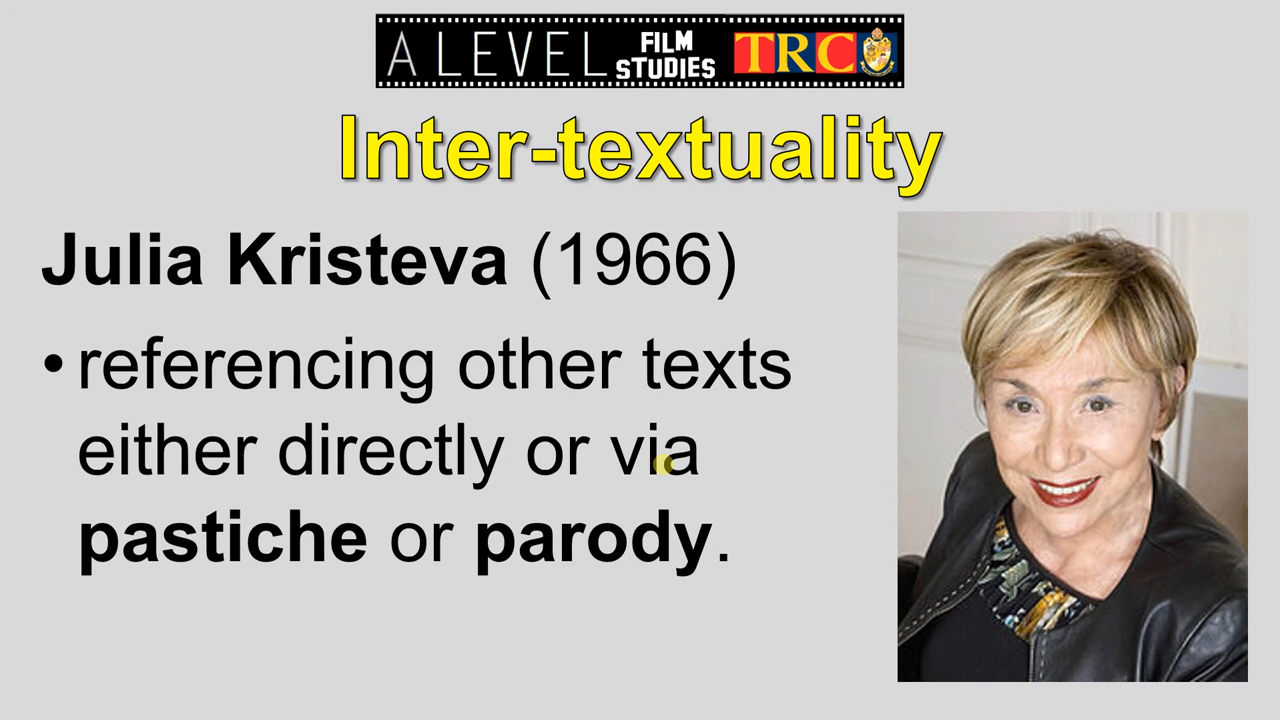 A LEVEL FILM STUDIES TRC
Inter-textuality
Julia Kristeva (1966)
• referencing other texts
either directly or via
pastiche or parody.